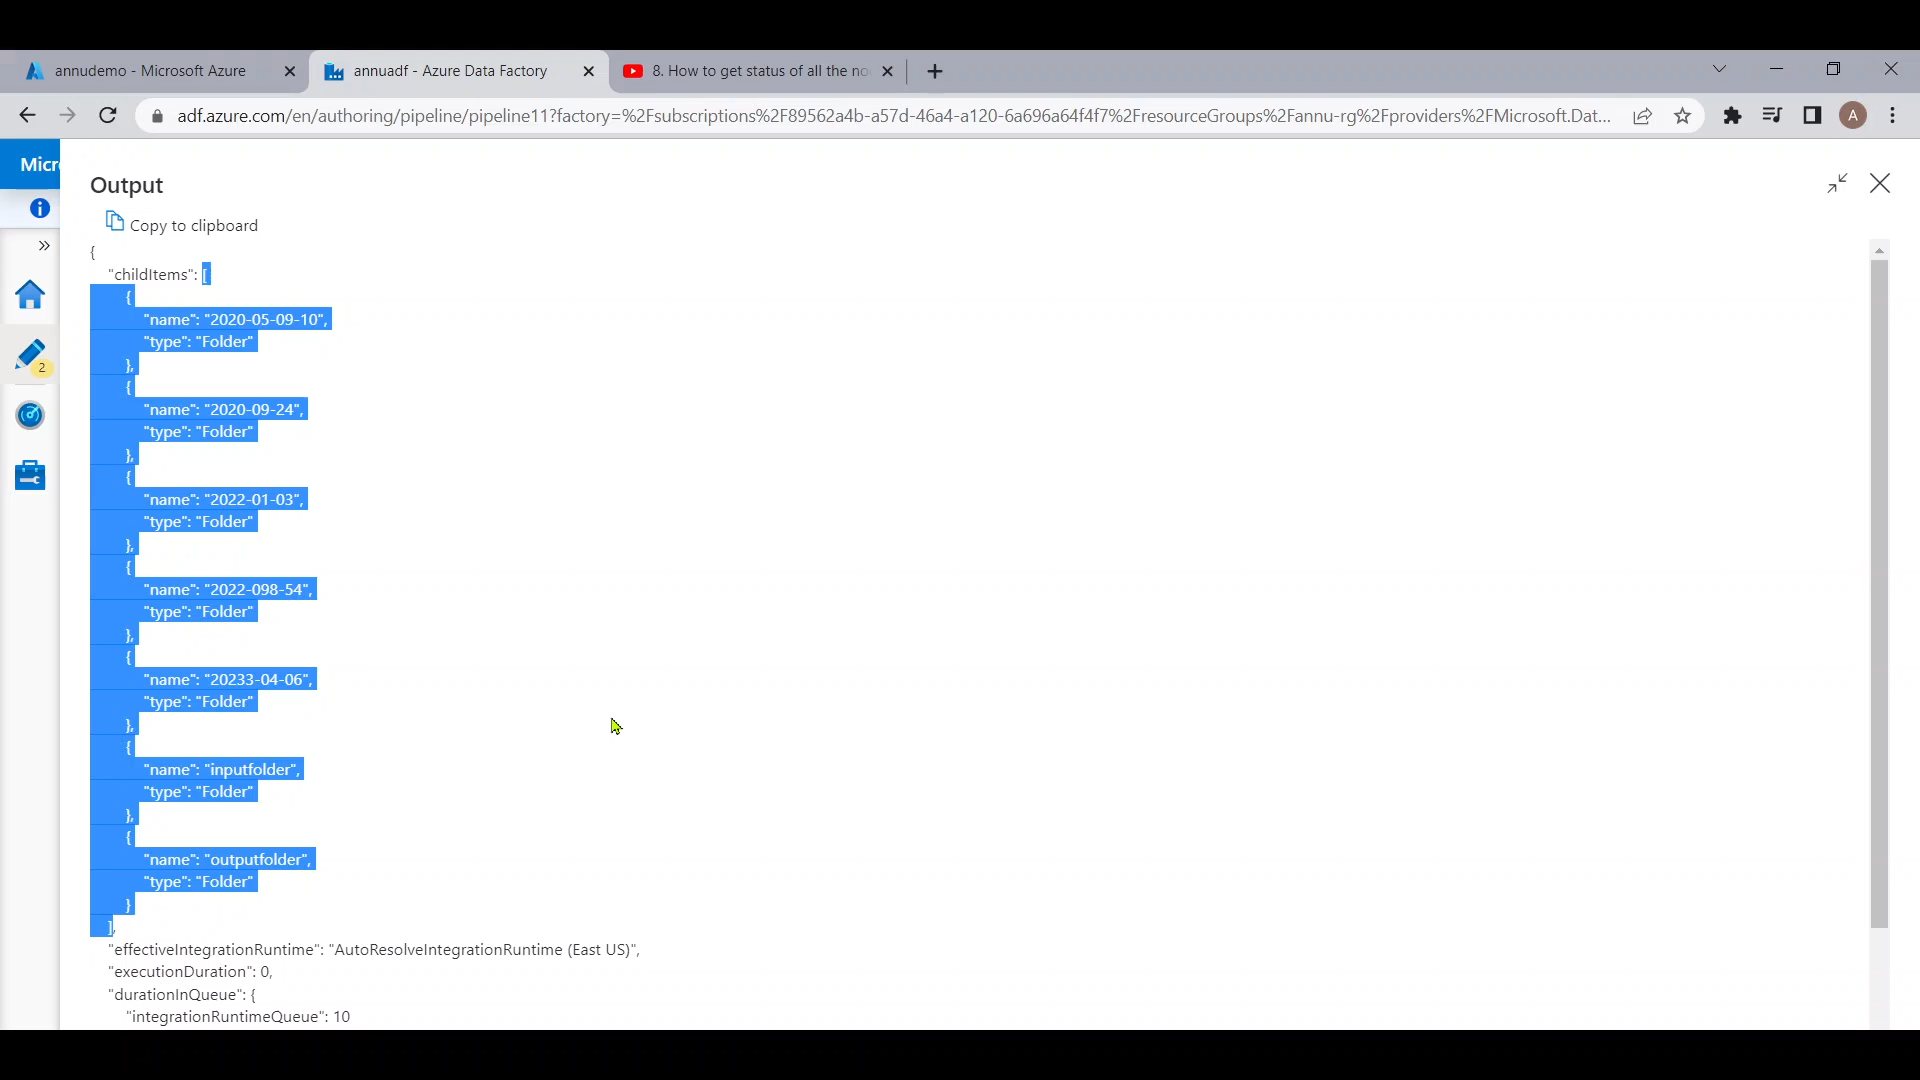 annudemo - Microsoft Azure
annuadf - Azure Data Factory
8. How to get status of all the no
adf.azure.com/en/authoring/pipeline/pipeline11?factory=%2Fsubscriptions%2F89562a4b-a57d-46a4-a120-6a696a64f4f7%2FresourceGroups%2Fannu-rg%2Fproviders%2FMicrosoft.Dat...
A
Micr
Output
Copy to clipboard
2
{
"childItems": [
{
"name": "2020-05-09-10",
"type": "Folder"
},
{
"name": "2020-09-24",
"type": "Folder"
},
{
"name": "2022-01-03",
"type": "Folder"
},
{
"name": "2022-098-54",
"type": "Folder"
},
{
"name": "20233-04-06",
"type": "Folder"
},
{
"name": "inputfolder",
"type": "Folder"
},
{
"name": "outputfolder",
"type": "Folder"
}
],
"effectiveIntegrationRuntime": "AutoResolveIntegrationRuntime (East US)",
"executionDuration": 0,
"durationInQueue": {
"integrationRuntimeQueue": 10